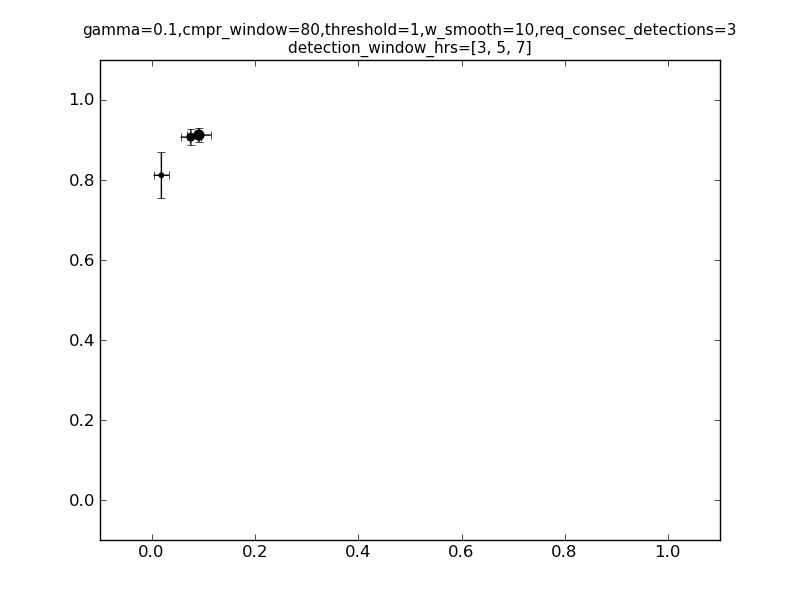 gamma=0.1,cmpr_window=80,threshold=1,w_smooth=10,req_consec_detections=3
detection_window_hrs=[3, 5, 7]
1.0
0.8
0.6
0.4
0.2
0.0
0.0 0.2 0.4 0.6 0.8 1.0